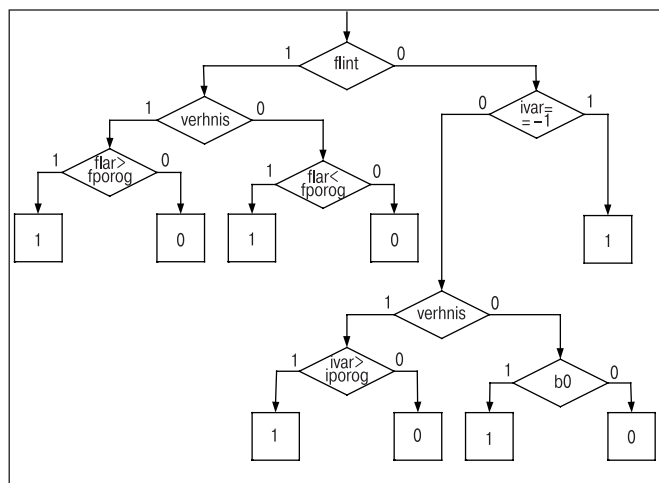 1 flint 0
1 verhnis 0
0 ivar= 1
= –1
1 flar> 0
fporog
1 flar< 0
fporog
1
0
1
0
1
1 verhnis 0
1 ivar> 0
iporog
1 b0 0
1
0
1
0